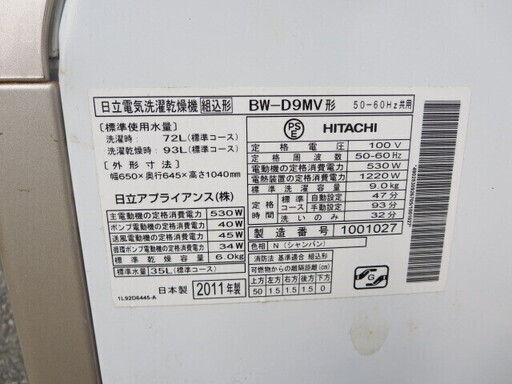 日立電気洗濯乾燥機 組込形 BW-D9MV形 50-60Hz共用
〔標準使用水量〕
洗濯時: 72L(標準コース)
洗濯乾燥時: 93L(標準コース)
〔外形寸法〕
幅650×奥行645×高さ1040mm
日立アプライアンス(株)
主電動機の定格消費電力 530W
ポンプ電動機の定格消費電力 40W
送風電動機の定格消費電力 45W
循環ポンプ電動機の定格消費電力 34W
標準乾燥容量 6.0kg
標準水量 35L(標準コース)
1L92D6445-A
日本製 2011年製
PSE HITACHI
定格電圧 100V
定格周波数 50-60Hz
電動機の定格消費電力 530W
電熱装置の定格消費電力 1220W
標準洗濯容量 9.0kg
定格時間 標準自動設定 47分
手動設定 93分
洗いのみ 32分
製造番号 1001027
色相 N(シャンパン)
消防法 基準適合 組込形
可燃物からの離隔距離(cm)
上方 左方 右方 前方 後方 下方
50 1.5 1.5 1.5 0
G